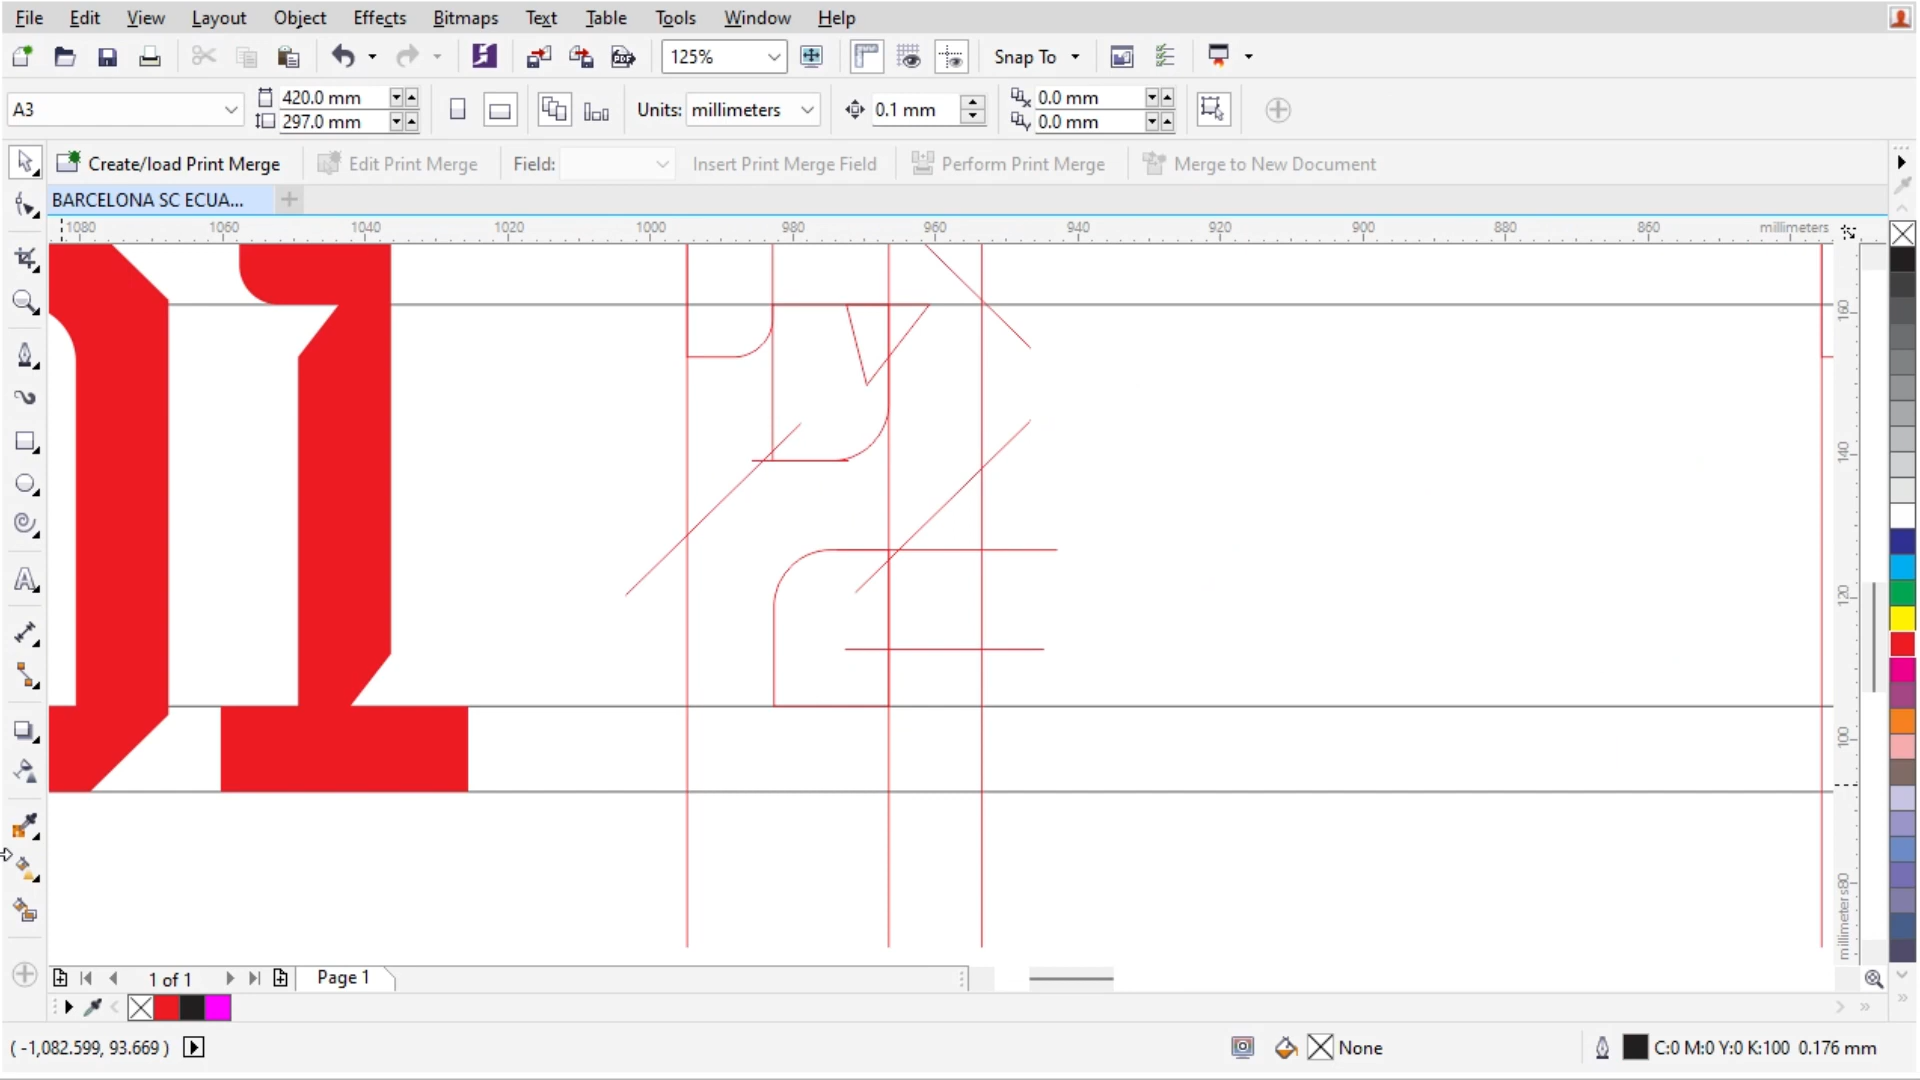 File Edit View Layout Object Effects Bitmaps Text Table Tools Window Help
125% Snap To
A3 420.0 mm 297.0 mm Units: millimeters 0.1 mm 0.0 mm 0.0 mm
Create/load Print Merge Edit Print Merge Field: Insert Print Merge Field Perform Print Merge Merge to New Document
BARCELONA SC ECUA...
1080 1060 1040 1020 1000 980 960 940 920 900 880 860 millimeters
160
140
120
100
80
millimeters
1 of 1 Page 1
( -1,082.599, 93.669 ) None C:0 M:0 Y:0 K:100 0.176 mm